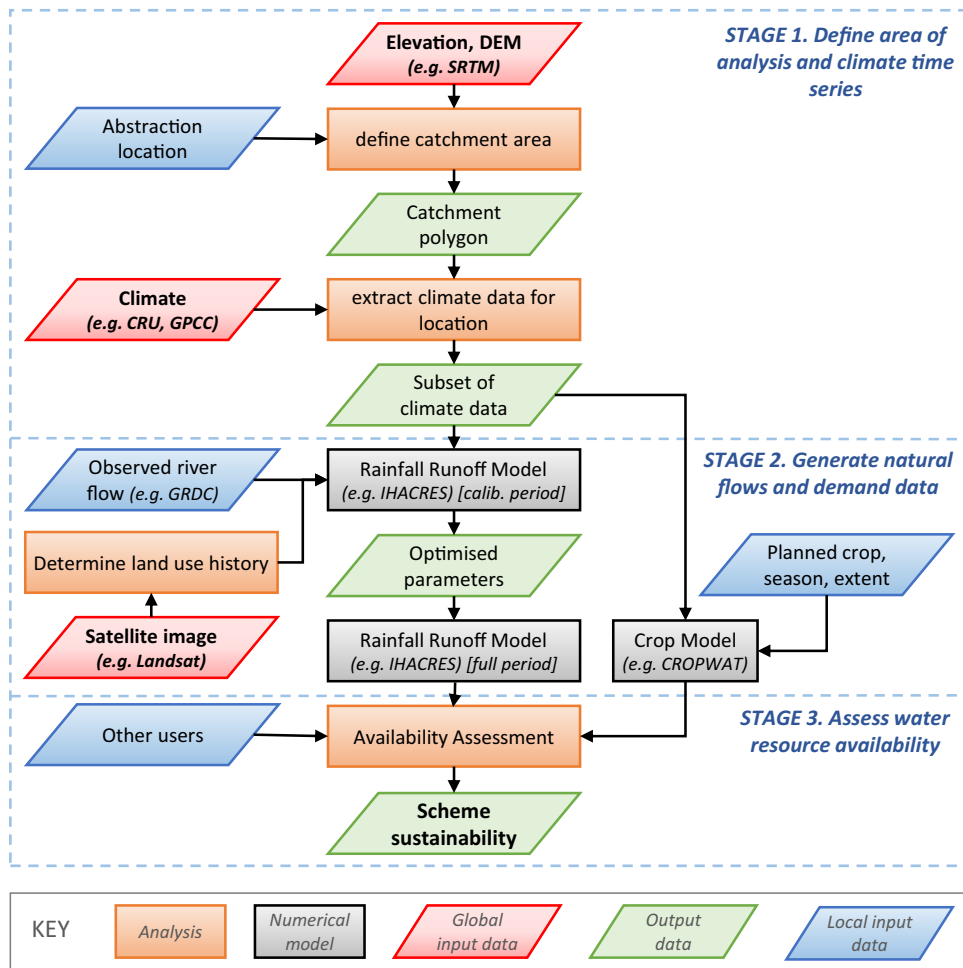 STAGE 1. Define area of
analysis and climate time
series
Elevation, DEM
(e.g. SRTM)
Abstraction
location
define catchment area
Catchment
polygon
Climate
(e.g. CRU, GPCC)
extract climate data for
location
Subset of
climate data
STAGE 2. Generate natural
flows and demand data
Observed river
flow (e.g. GRDC)
Rainfall Runoff Model
(e.g. IHACRES) [calib. period]
Determine land use history
Optimised
parameters
Planned crop,
season, extent
Satellite image
(e.g. Landsat)
Rainfall Runoff Model
(e.g. IHACRES) [full period]
Crop Model
(e.g. CROPWAT)
STAGE 3. Assess water
resource availability
Other users
Availability Assessment
Scheme
sustainability
KEY
Analysis
Numerical
model
Global
input data
Output
data
Local input
data